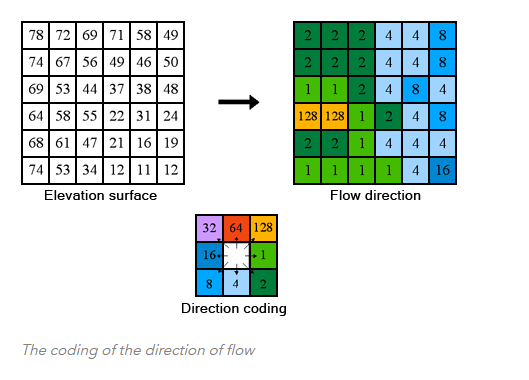 78 72 69 71 58 49 2 2 2 4 4 8
74 67 56 49 46 50 2 2 2 4 4 8
69 53 44 37 38 48 1 1 2 4 8 4
64 58 55 22 31 24 128 128 1 2 4 8
68 61 47 21 16 19 2 2 1 4 4 4
74 53 34 12 11 12 1 1 1 1 4 16
Elevation surface Flow direction
32 64 128
16 1
8 4 2
Direction coding
The coding of the direction of flow